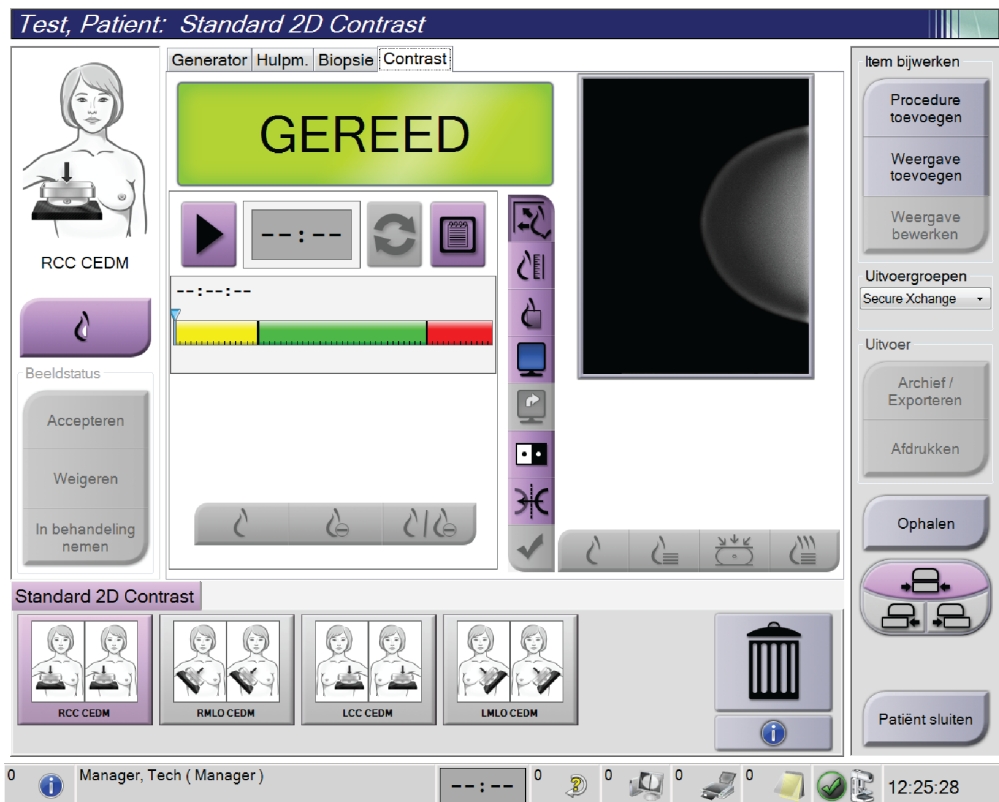 Test, Patient: Standard 2D Contrast
Generator Hulpm. Biopsie Contrast
GEREED
--:--
--:--:--
RCC CEDM
Beeldstatus
Accepteren
Weigeren
In behandeling
nemen
Item bijwerken
Procedure
toevoegen
Weergave
toevoegen
Weergave
bewerken
Uitvoergroepen
Secure Xchange
Uitvoer
Archief /
Exporteren
Afdrukken
Ophalen
Patiënt sluiten
Standard 2D Contrast
RCC CEDM
RMLO CEDM
LCC CEDM
LMLO CEDM
0 Manager, Tech ( Manager ) --:-- 0 0 0 0 12:25:28